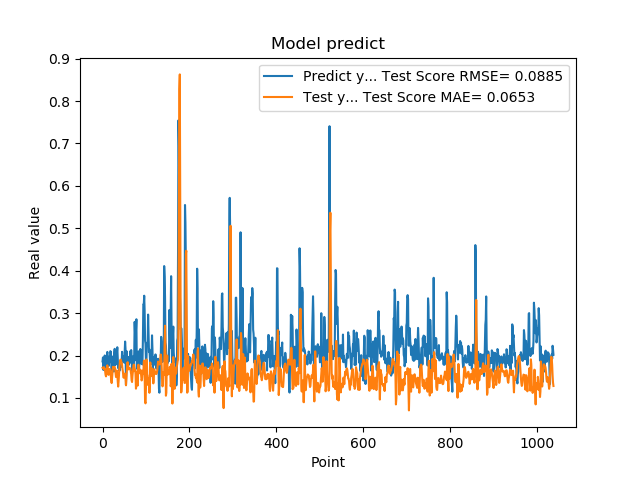 Model predict
Predict y... Test Score RMSE= 0.0885
Test y... Test Score MAE= 0.0653
Real value
0.9
0.8
0.7
0.6
0.5
0.4
0.3
0.2
0.1
0 200 400 600 800 1000
Point